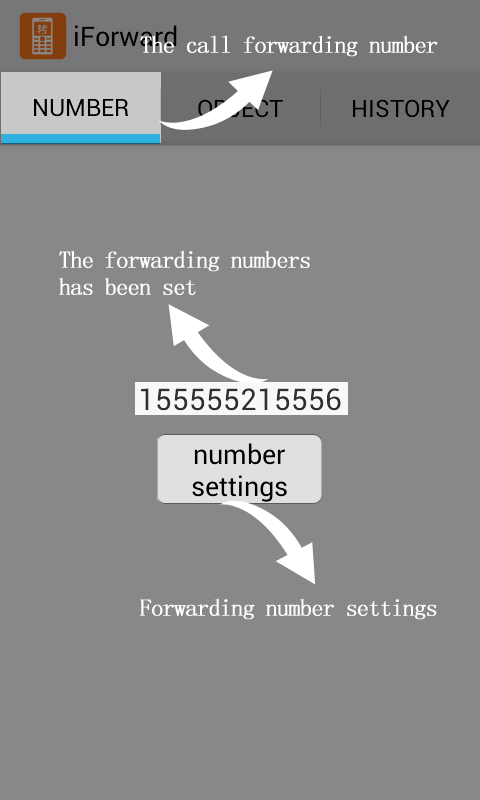 转
iForward
The call forwarding number
NUMBER OBJECT HISTORY
The forwarding numbers
has been set
155555215556
number
settings
Forwarding number settings